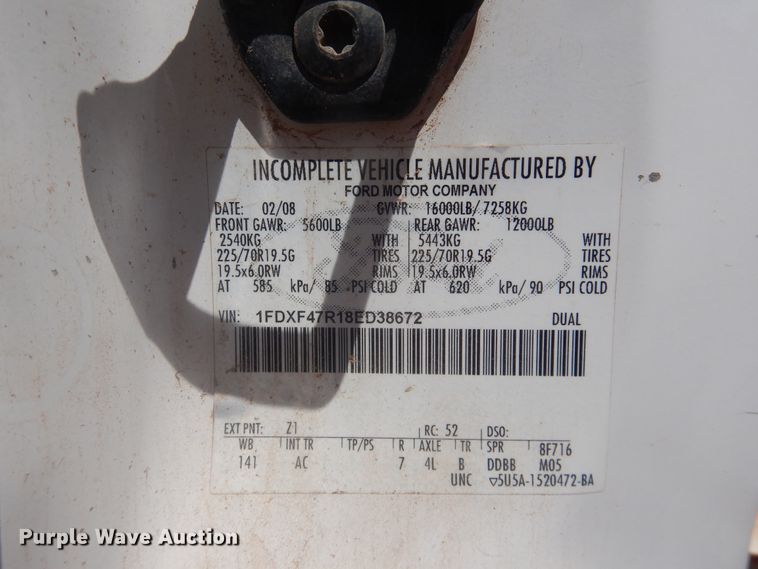 INCOMPLETE VEHICLE MANUFACTURED BY
FORD MOTOR COMPANY
DATE: 02/08 GVWR: 16000LB/ 7258KG
FRONT GAWR: 5600LB REAR GAWR: 12000LB
2540KG WITH 5443KG WITH
225/70R19.5G TIRES 225/70R19.5G TIRES
19.5x6.0RW RIMS 19.5x6.0RW RIMS
AT 585 kPa/ 85 PSI COLD AT 620 kPa/ 90 PSI COLD
VIN: 1FDXF47R18ED38672 DUAL
EXT PNT: Z1 RC: 52 DSO:
WB INT TR TP/PS R AXLE TR SPR 8F716
141 AC 7 4L B DDBB M05
UNC ▽5U5A-1520472-BA
Purple Wave Auction